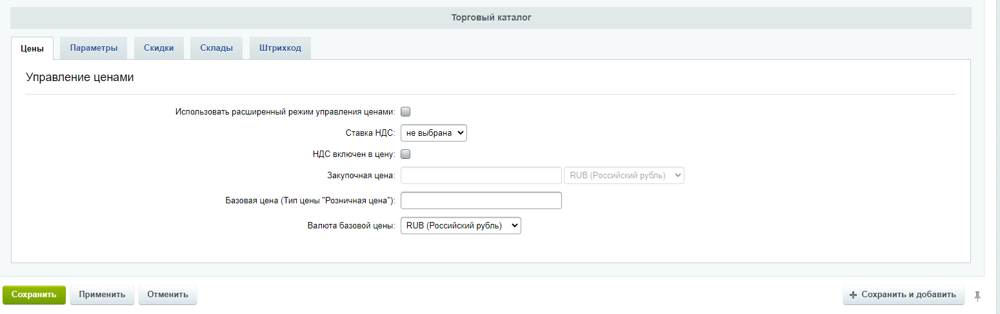 Торговый каталог
Цены Параметры Скидки Склады Штрихкод
Управление ценами
Использовать расширенный режим управления ценами:
Ставка НДС: не выбрана
НДС включен в цену:
Закупочная цена: RUB (Российский рубль)
Базовая цена (Тип цены "Розничная цена"):
Валюта базовой цены: RUB (Российский рубль)
Сохранить Применить Отменить + Сохранить и добавить